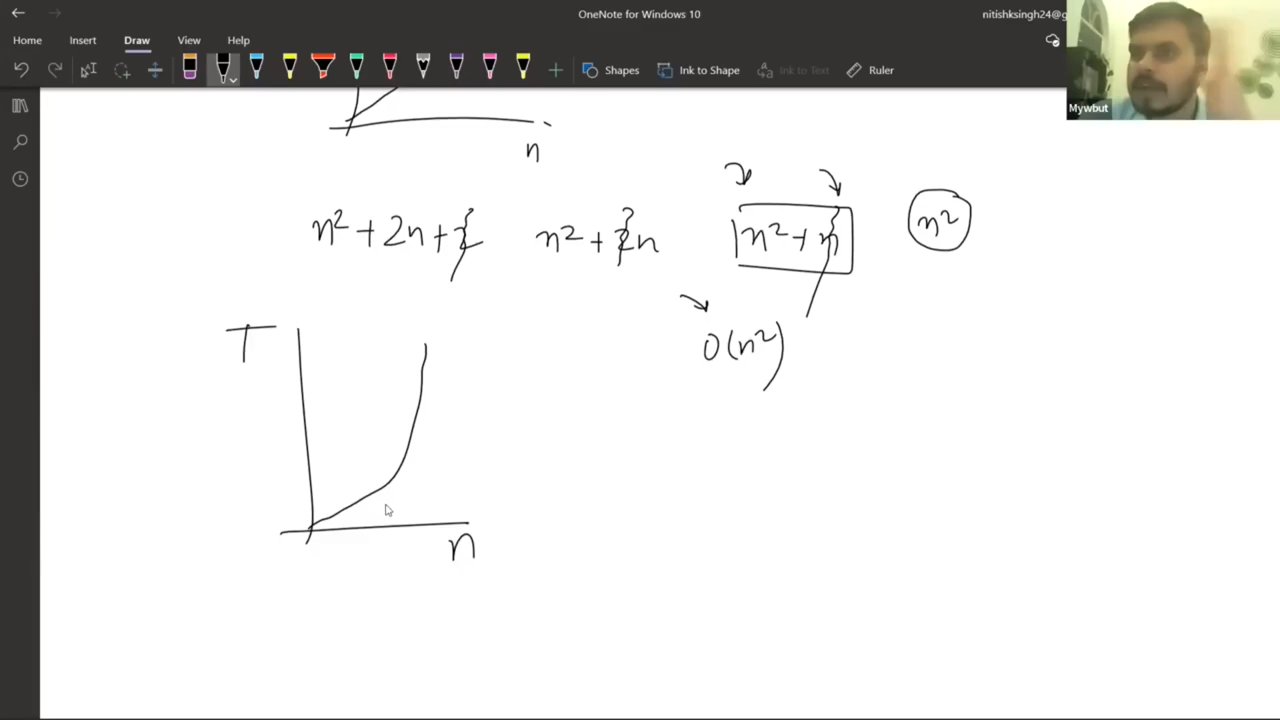 OneNote for Windows 10
nitishksingh24@g
Home Insert Draw View Help
Shapes Ink to Shape Ink to Text Ruler
Mywbut
n
n² + 2n + 2 n² + 2n n² + n n²
O(n²)
T
n